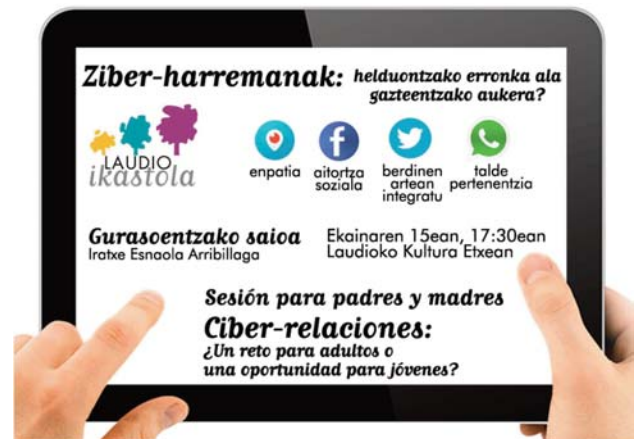 Ziber-harremanak: helduontzako erronka ala
gazteentzako aukera?
LAUDIO
ikastola
enpatia
aitortza
soziala
berdinen
artean
integratu
talde
pertenentzia
Gurasoentzako saioa
Iratxe Esnaola Arribillaga
Ekainaren 15ean, 17:30ean
Laudioko Kultura Etxean
Sesión para padres y madres
Ciber-relaciones:
¿Un reto para adultos o
una oportunidad para jóvenes?